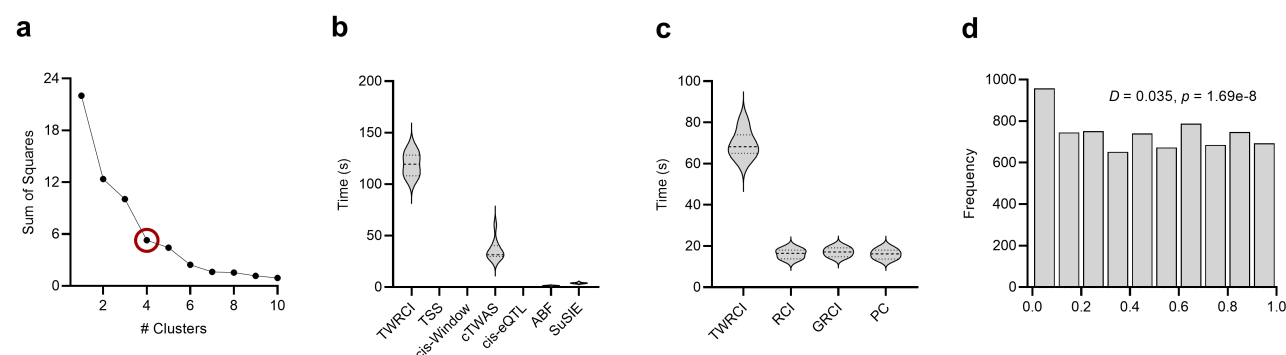 a
24
18
12
6
0
Sum of Squares
2 4 6 8 10
# Clusters
b
200
150
100
50
0
Time (s)
TWRCI TSS cis-Window cTWAS cis-eQTL ABF SuSIE
c
100
80
60
40
20
0
Time (s)
TWRCI RCI GRCI PC
d
D = 0.035, p = 1.69e-8
1000
800
600
400
200
0
Frequency
0.0 0.2 0.4 0.6 0.8 1.0